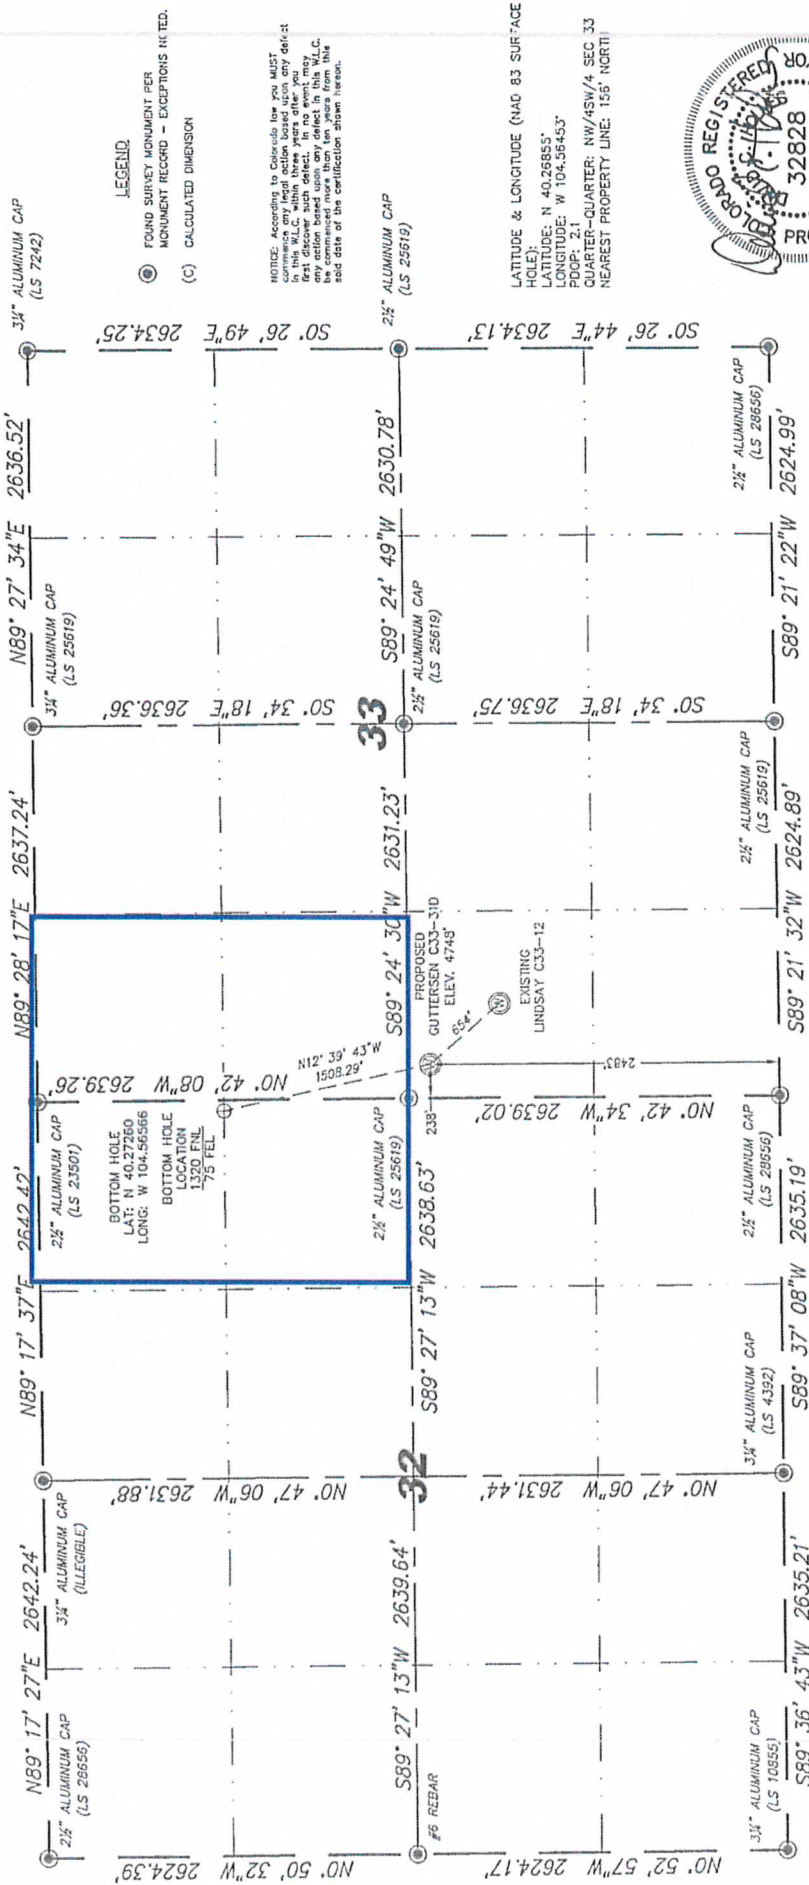 N89° 17' 27"E 2642.24'
N89° 17' 37"E 2642.42'
N89° 28' 17"E 2637.24'
N89° 27' 34"E 2636.52'
2½" ALUMINUM CAP
(LS 28656)
3¼" ALUMINUM CAP
(ILLEGIBLE)
2½" ALUMINUM CAP
(LS 23501)
3¼" ALUMINUM CAP
(LS 25619)
3¼" ALUMINUM CAP
(LS 7242)
N0° 50' 32"W 2624.39'
N0° 47' 06"W 2631.88'
N0° 42' 08"W 2639.26'
S0° 34' 18"E 2636.36'
S0° 26' 49"E 2634.25'
BOTTOM HOLE
LAT: N 40.27260
LONG: W 104.56566
BOTTOM HOLE
LOCATION
1320 FNL
75 FEL
N12° 39' 43"W
1508.29'
#6 REBAR
S89° 27' 13"W 2639.64'
32
S89° 27' 13"W 2638.63'
2½" ALUMINUM CAP
(LS 25619)
S89° 24' 30"W 2631.23'
33
2½" ALUMINUM CAP
(LS 25619)
S89° 24' 49"W 2630.78'
2½" ALUMINUM CAP
(LS 25619)
238'
PROPOSED
GUTTERSEN C33-31D
ELEV. 4748'
654'
EXISTING
LINDSAY C33-12
2483'
N0° 52' 57"W 2624.17'
N0° 47' 06"W 2631.44'
N0° 42' 34"W 2639.02'
S0° 34' 18"E 2636.75'
S0° 26' 44"E 2634.13'
3¼" ALUMINUM CAP
(LS 10855)
3¼" ALUMINUM CAP
(LS 4392)
2½" ALUMINUM CAP
(LS 28656)
2½" ALUMINUM CAP
(LS 25619)
2½" ALUMINUM CAP
(LS 28656)
S89° 36' 43"W 2635.21'
S89° 37' 08"W 2635.19'
S89° 21' 32"W 2624.89'
S89° 21' 22"W 2624.99'
LEGEND
FOUND SURVEY MONUMENT PER
MONUMENT RECORD - EXCEPTIONS NOTED.
(C) CALCULATED DIMENSION
NOTICE: According to Colorado law you MUST
commence any legal action based upon any defect
in this W.L.C. within three years after you
first discover such defect. In no event may
any action based upon any defect in this W.L.C.
be commenced more than ten years from this
said date of the certification shown hereon.
LATITUDE & LONGITUDE (NAD 83 SURFACE
HOLE):
LATITUDE: N 40.26855°
LONGITUDE: W 104.56453°
PDOP: 2.1
QUARTER-QUARTER: NW/4SW/4 SEC 33
NEAREST PROPERTY LINE: 156' NORTH
COLORADO REGISTERED
32828